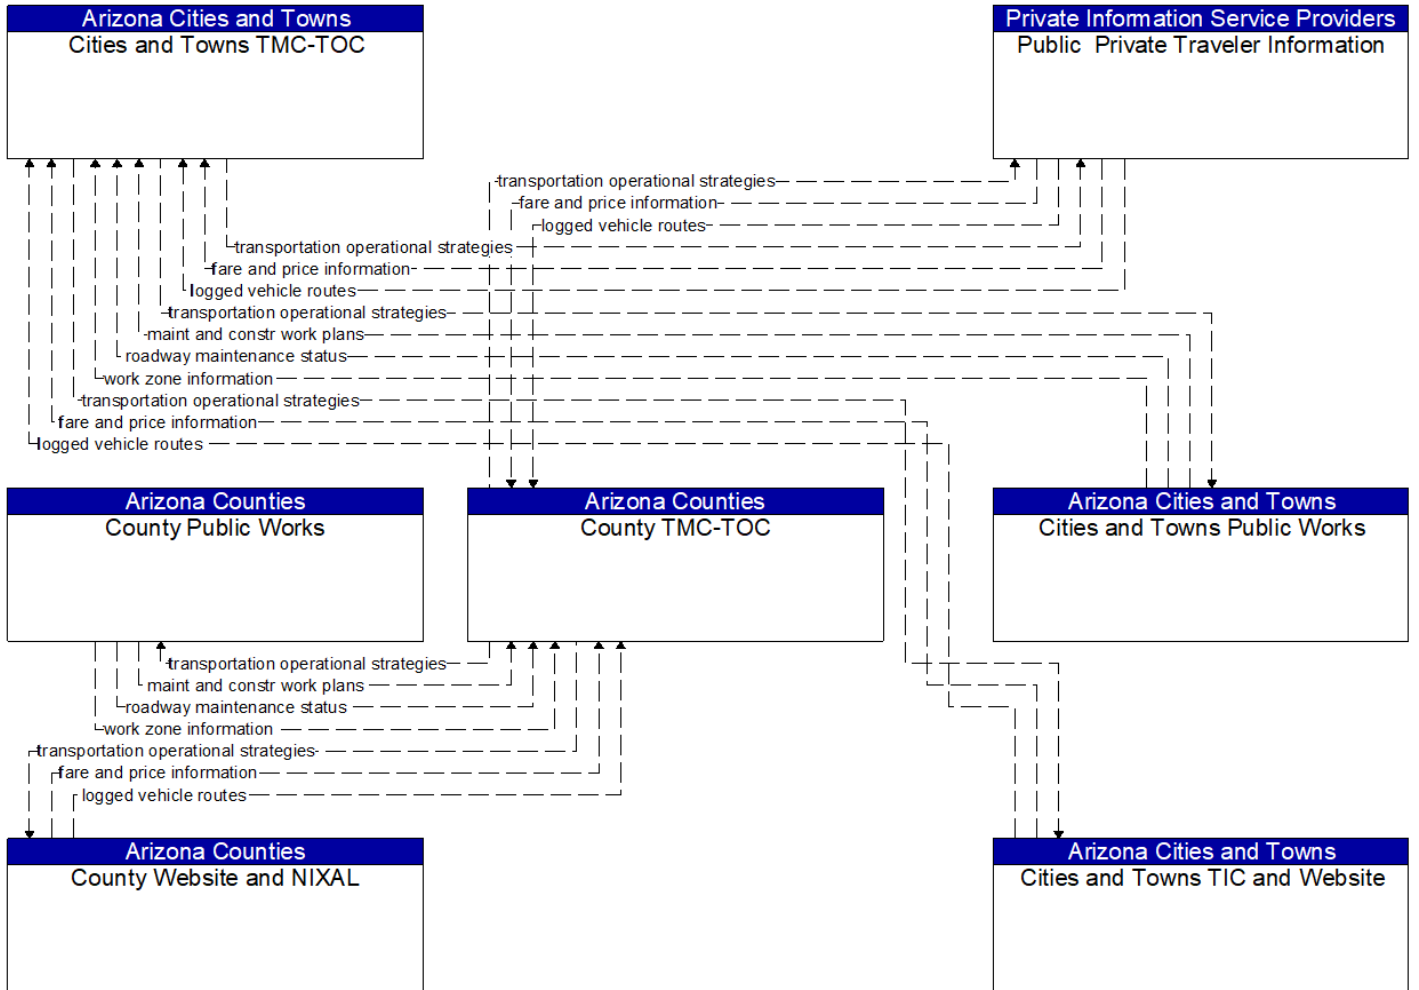 Arizona Cities and Towns
Cities and Towns TMC-TOC
Private Information Service Providers
Public  Private Traveler Information
transportation operational strategies
fare and price information
logged vehicle routes
transportation operational strategies
fare and price information
logged vehicle routes
transportation operational strategies
maint and constr work plans
roadway maintenance status
work zone information
transportation operational strategies
fare and price information
logged vehicle routes
Arizona Counties
County Public Works
Arizona Counties
County TMC-TOC
Arizona Cities and Towns
Cities and Towns Public Works
transportation operational strategies
maint and constr work plans
roadway maintenance status
work zone information
transportation operational strategies
fare and price information
logged vehicle routes
Arizona Counties
County Website and NIXAL
Arizona Cities and Towns
Cities and Towns TIC and Website